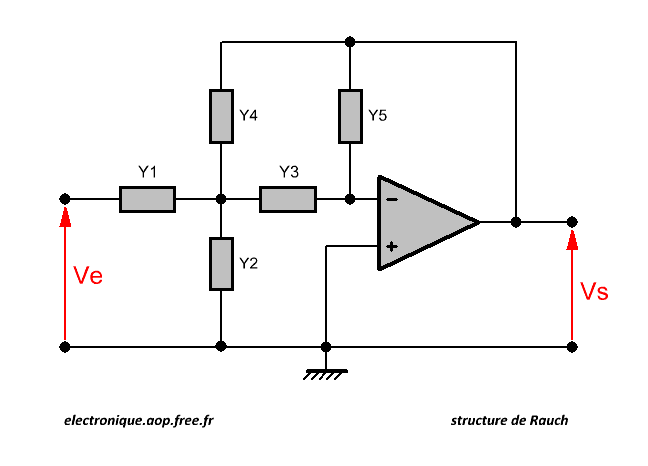 Y4
Y5
Y1
Y3
−
+
Y2
Ve
Vs
electronique.aop.free.fr
structure de Rauch